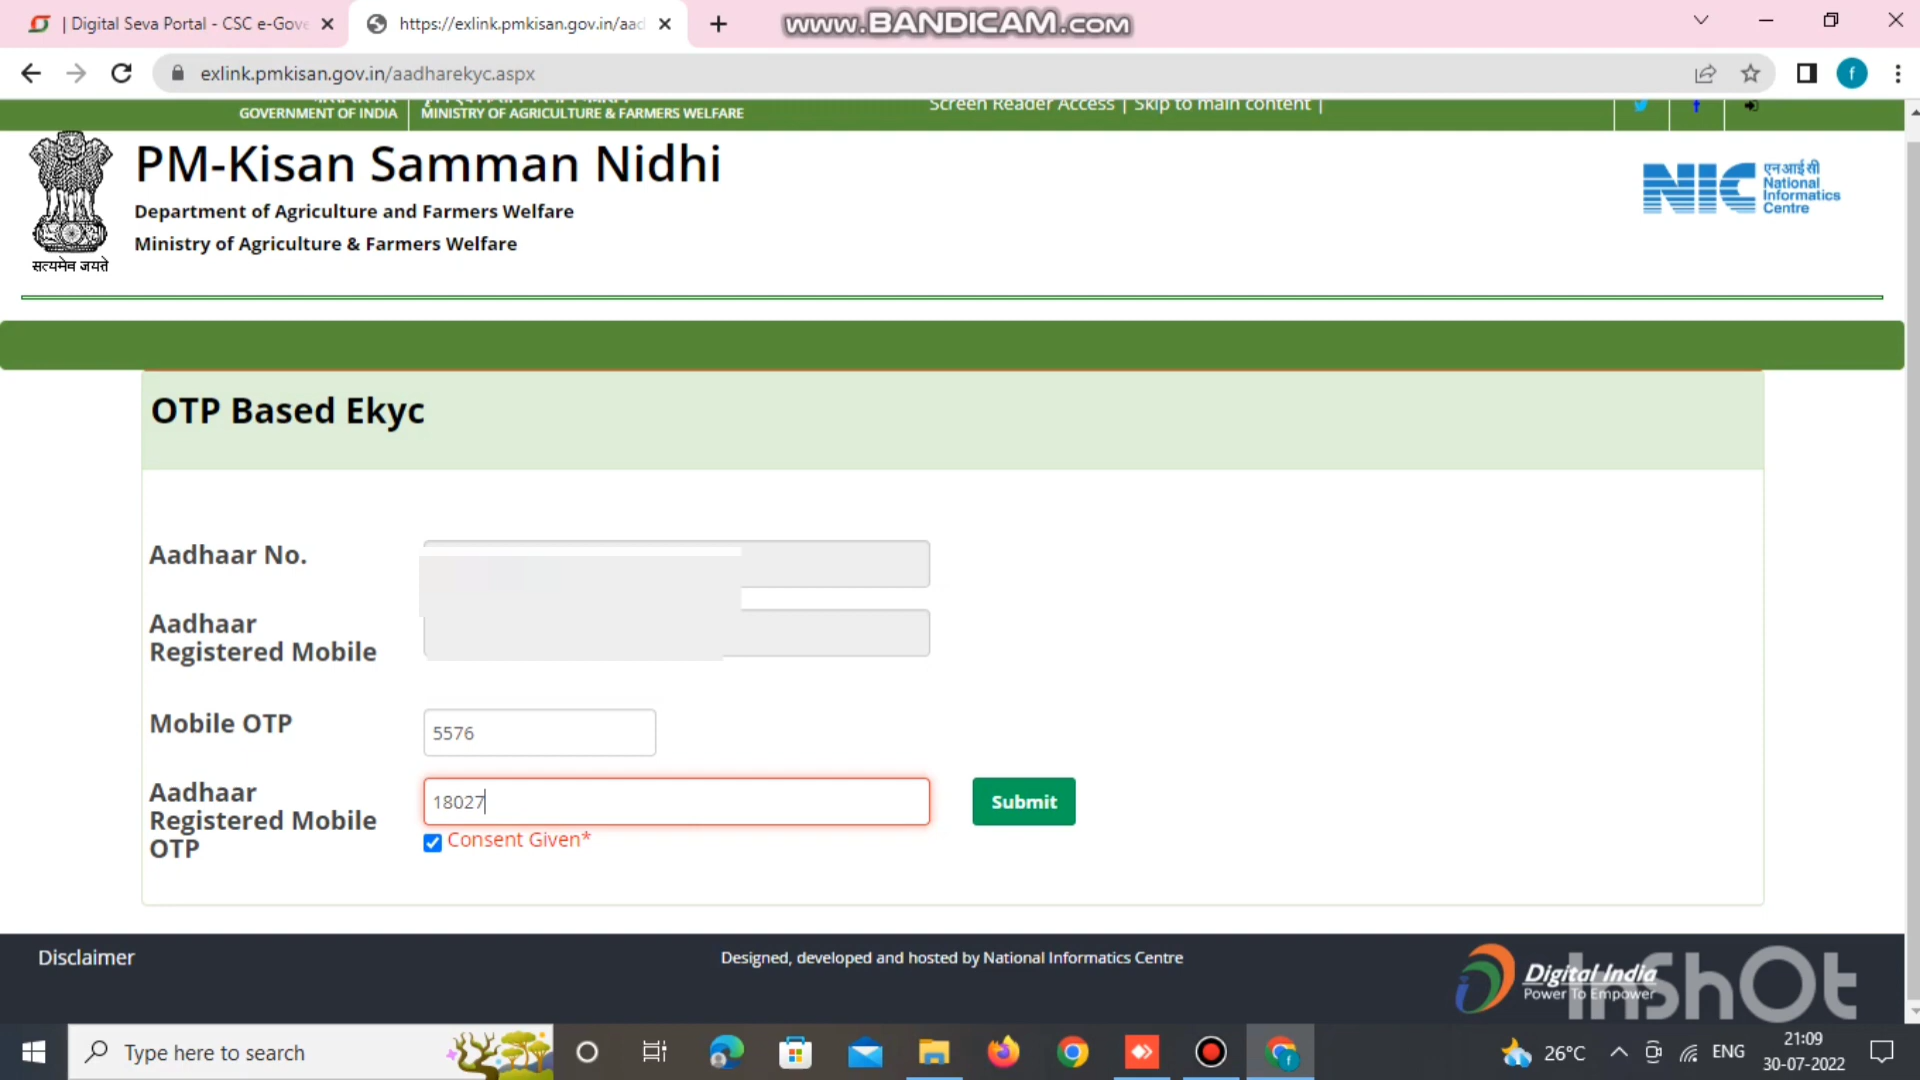 | Digital Seva Portal - CSC e-Gove
https://exlink.pmkisan.gov.in/aad
www.BANDICAM.com
exlink.pmkisan.gov.in/aadharekyc.aspx
f
GOVERNMENT OF INDIA
MINISTRY OF AGRICULTURE & FARMERS WELFARE
Screen Reader Access | Skip to main content |
PM-Kisan Samman Nidhi
Department of Agriculture and Farmers Welfare
Ministry of Agriculture & Farmers Welfare
सत्यमेव जयते
NIC
एन आई सी
National
Informatics
Centre
OTP Based Ekyc
Aadhaar No.
Aadhaar
Registered Mobile
Mobile OTP
5576
Aadhaar
Registered Mobile
OTP
18027
Submit
Consent Given*
Disclaimer
Designed, developed and hosted by National Informatics Centre
Digital India
Power To Empower
InShOt
Type here to search
26°C
ENG
21:09
30-07-2022